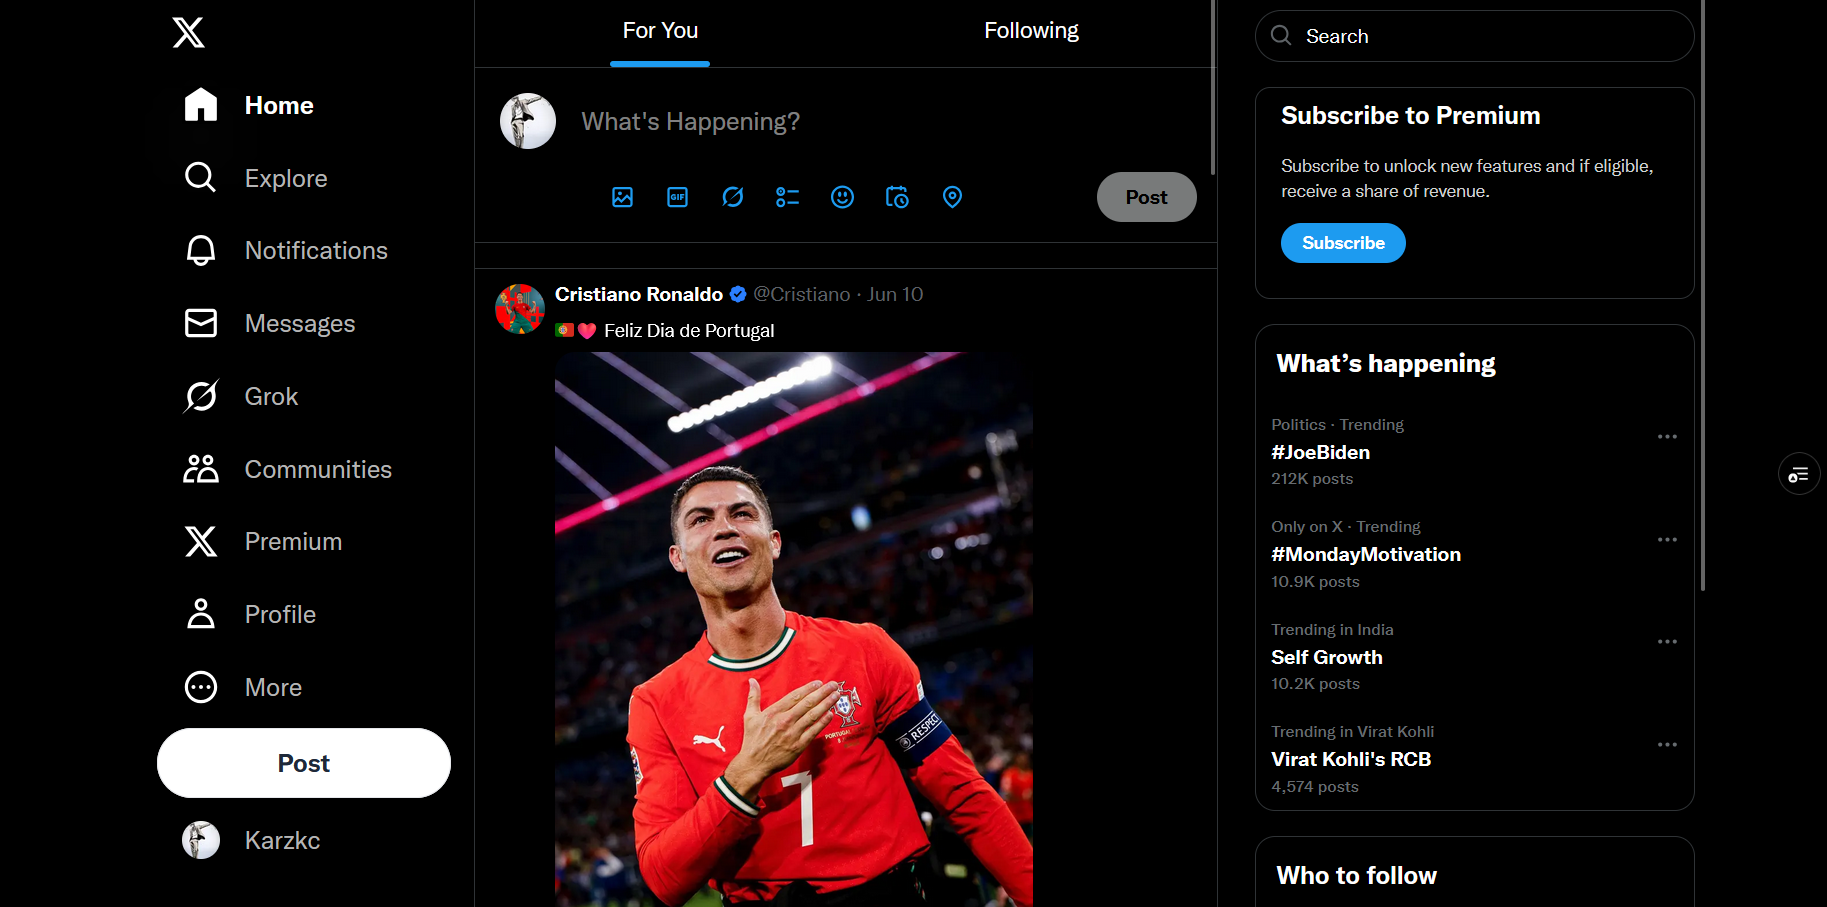 Home
Explore
Notifications
Messages
Grok
Communities
Premium
Profile
More
Post
Karzkc
For You
Following
What's Happening?
GIF
Post
Cristiano Ronaldo @Cristiano · Jun 10
Feliz Dia de Portugal
PORTUGAL
RESPECT
7
Search
Subscribe to Premium
Subscribe to unlock new features and if eligible,
receive a share of revenue.
Subscribe
What’s happening
Politics · Trending
#JoeBiden
212K posts
Only on X · Trending
#MondayMotivation
10.9K posts
Trending in India
Self Growth
10.2K posts
Trending in Virat Kohli
Virat Kohli's RCB
4,574 posts
Who to follow